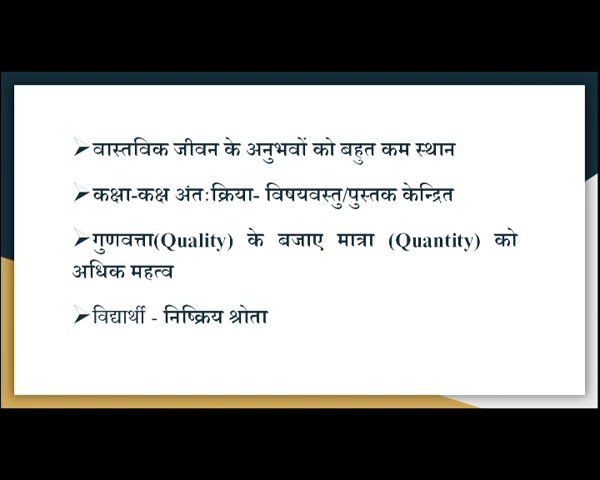 ➢वास्तविक जीवन के अनुभवों को बहुत कम स्थान
➢कक्षा-कक्ष अंतःक्रिया- विषयवस्तु/पुस्तक केन्द्रित
➢गुणवत्ता(Quality) के बजाए मात्रा (Quantity) को
अधिक महत्व
➢विद्यार्थी - निष्क्रिय श्रोता